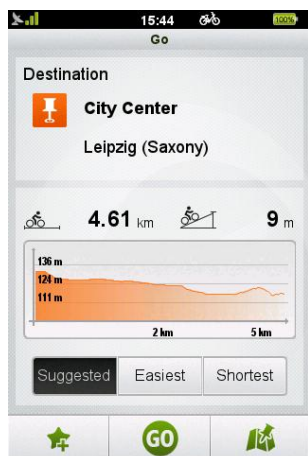 15:44 100%
Go
Destination
City Center
Leipzig (Saxony)
4.61 km 9 m
136 m
124 m
111 m
2 km 5 km
Suggested Easiest Shortest
GO